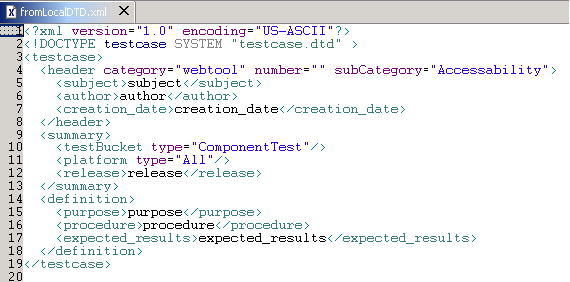 fromLocalDTD.xml
1 <?xml version="1.0" encoding="US-ASCII"?>
2 <!DOCTYPE testcase SYSTEM "testcase.dtd" >
3 <testcase>
4 <header category="webtool" number="" subCategory="Accessability">
5 <subject>subject</subject>
6 <author>author</author>
7 <creation_date>creation_date</creation_date>
8 </header>
9 <summary>
10 <testBucket type="ComponentTest"/>
11 <platform type="All"/>
12 <release>release</release>
13 </summary>
14 <definition>
15 <purpose>purpose</purpose>
16 <procedure>procedure</procedure>
17 <expected_results>expected_results</expected_results>
18 </definition>
19 </testcase>
20